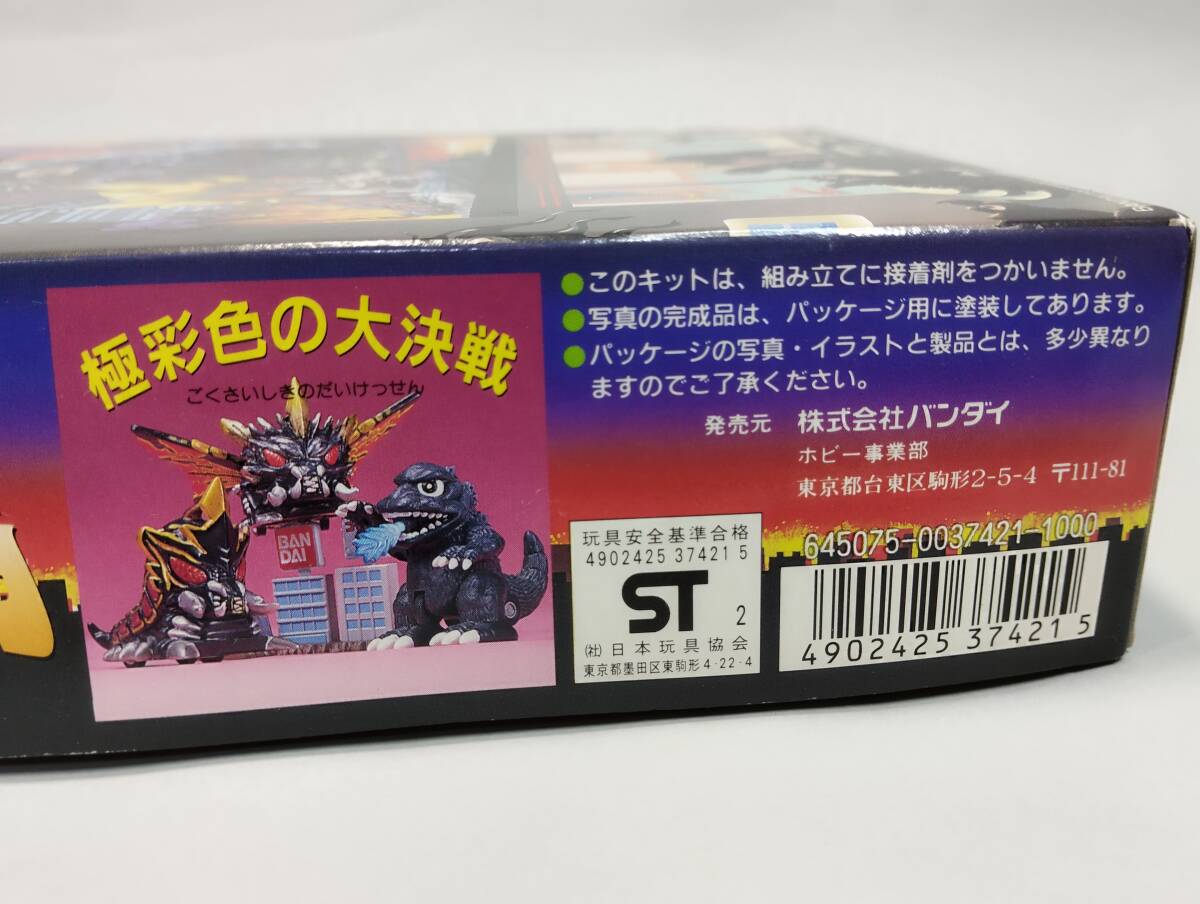 極彩色の大決戦
ごくさいしきのだいけっせん
BAN
DAI
●このキットは、組み立てに接着剤をつかいません。
●写真の完成品は、パッケージ用に塗装してあります。
●パッケージの写真・イラストと製品とは、多少異なり
ますのでご了承ください。
発売元 株式会社バンダイ
ホビー事業部
東京都台東区駒形2-5-4 〒111-81
玩具安全基準合格
4902425 37421 5
ST 2
(社)日本玩具協会
東京都墨田区東駒形4-22-4
645075-0037421-1000
4902425 374215